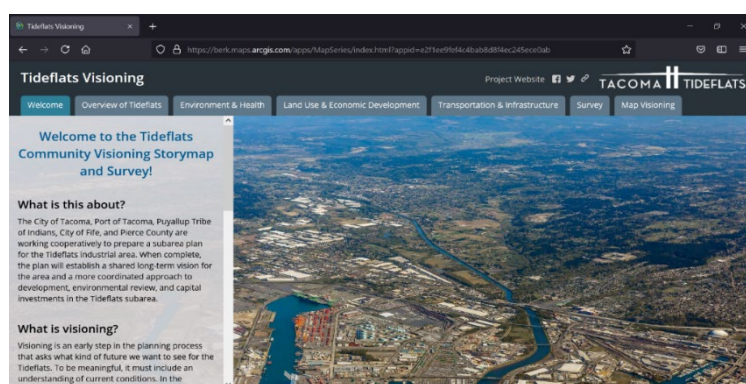 Tideflats Visioning
https://berk.maps.arcgis.com/apps/MapSeries/index.html?appid=e2f1ee9fef4c4bab8d8f4ec245ece0ab
Tideflats Visioning
Project Website
TACOMA TIDEFLATS
Welcome
Overview of Tideflats
Environment & Health
Land Use & Economic Development
Transportation & Infrastructure
Survey
Map Visioning
Welcome to the Tideflats
Community Visioning Storymap
and Survey!
What is this about?
The City of Tacoma, Port of Tacoma, Puyallup Tribe
of Indians, City of Fife, and Pierce County are
working cooperatively to prepare a subarea plan
for the Tideflats industrial area. When complete,
the plan will establish a shared long-term vision for
the area and a more coordinated approach to
development, environmental review, and capital
investments in the Tideflats subarea.
What is visioning?
Visioning is an early step in the planning process
that asks what kind of future we want to see for the
Tideflats. To be meaningful, it must include an
understanding of current conditions. In the